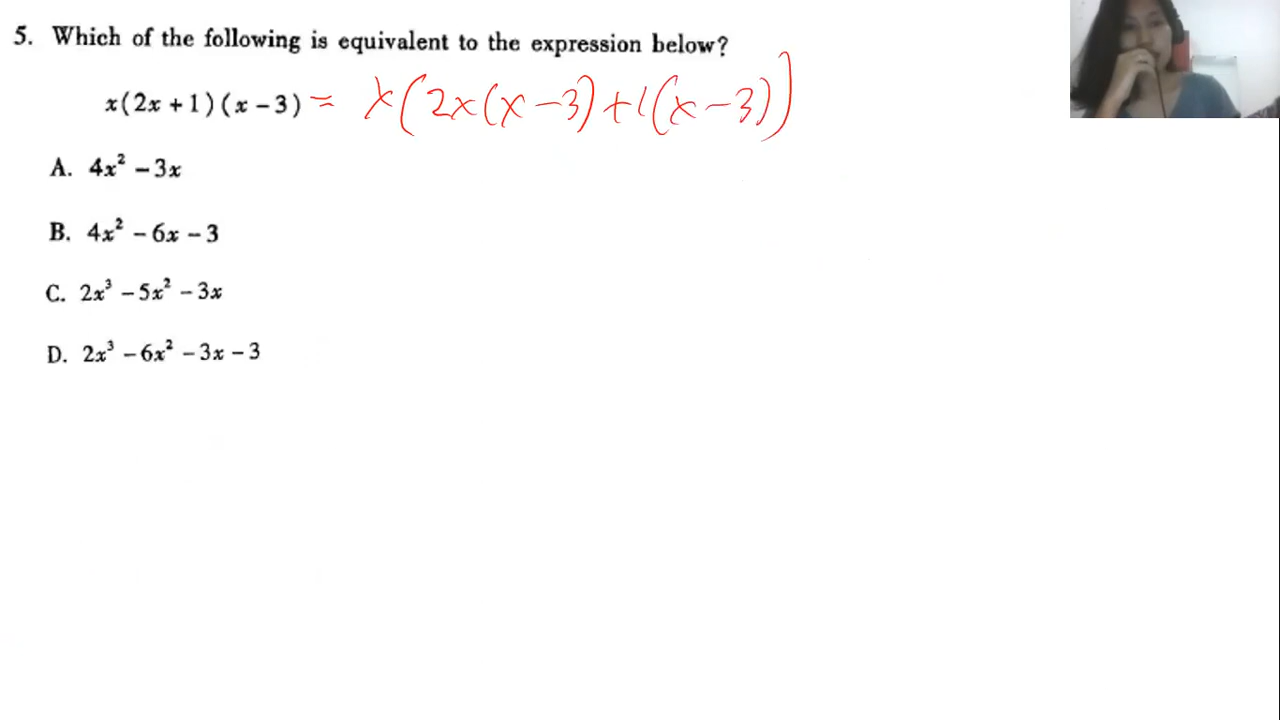 5. Which of the following is equivalent to the expression below?
x(2x + 1)(x − 3) = x(2x(x − 3) + 1(x − 3))
A. 4x² − 3x
B. 4x² − 6x − 3
C. 2x³ − 5x² − 3x
D. 2x³ − 6x² − 3x − 3